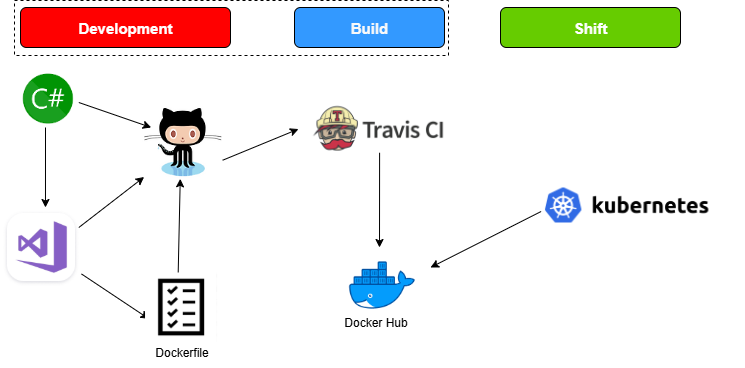 Development
Build
Shift
C#
T
Travis CI
kubernetes
Docker Hub
Dockerfile